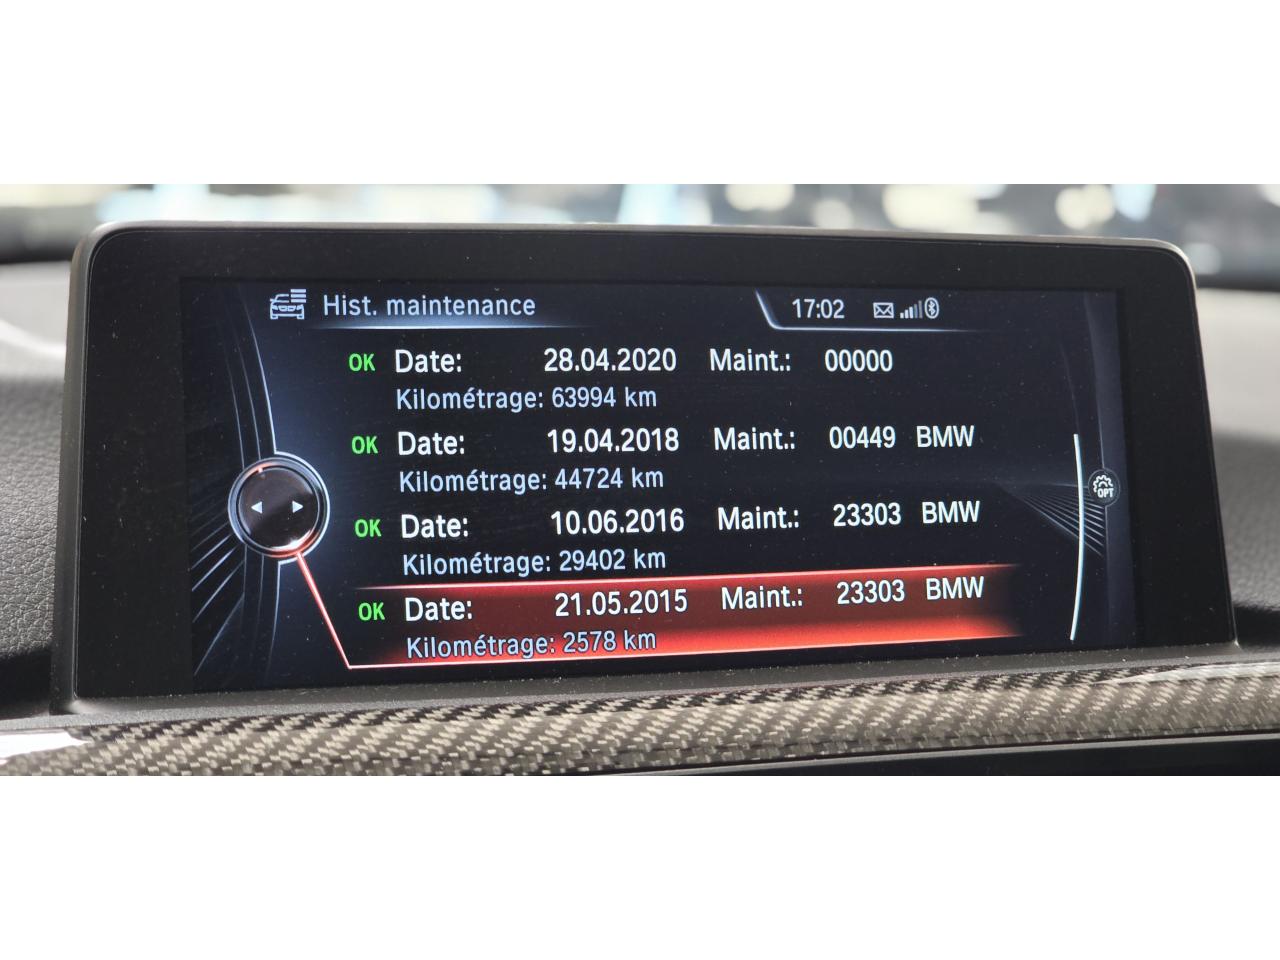 Hist. maintenance 17:02
OK Date: 28.04.2020 Maint.: 00000
Kilométrage: 63994 km
OK Date: 19.04.2018 Maint.: 00449 BMW
Kilométrage: 44724 km
OK Date: 10.06.2016 Maint.: 23303 BMW
Kilométrage: 29402 km
OK Date: 21.05.2015 Maint.: 23303 BMW
Kilométrage: 2578 km
OPT